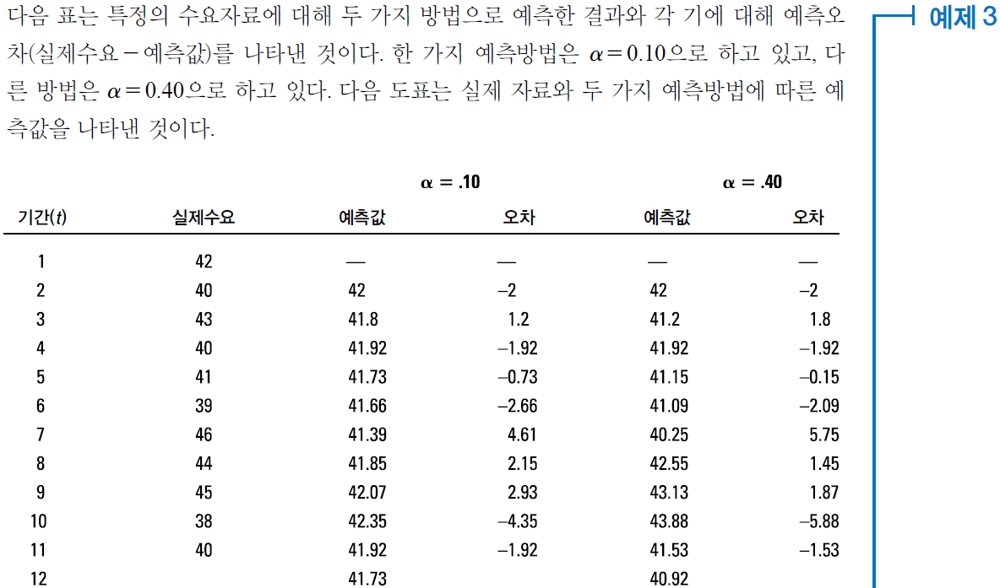 다음 표는 특정의 수요자료에 대해 두 가지 방법으로 예측한 결과와 각 기에 대해 예측오
차(실제수요－예측값)를 나타낸 것이다. 한 가지 예측방법은 α＝0.10으로 하고 있고, 다
른 방법은 α＝0.40으로 하고 있다. 다음 도표는 실제 자료와 두 가지 예측방법에 따른 예
측값을 나타낸 것이다.
예제 3
α = .10 α = .40
기간(t) 실제수요 예측값 오차 예측값 오차
1 42 — — — —
2 40 42 –2 42 –2
3 43 41.8 1.2 41.2 1.8
4 40 41.92 –1.92 41.92 –1.92
5 41 41.73 –0.73 41.15 –0.15
6 39 41.66 –2.66 41.09 –2.09
7 46 41.39 4.61 40.25 5.75
8 44 41.85 2.15 42.55 1.45
9 45 42.07 2.93 43.13 1.87
10 38 42.35 –4.35 43.88 –5.88
11 40 41.92 –1.92 41.53 –1.53
12 41.73 40.92